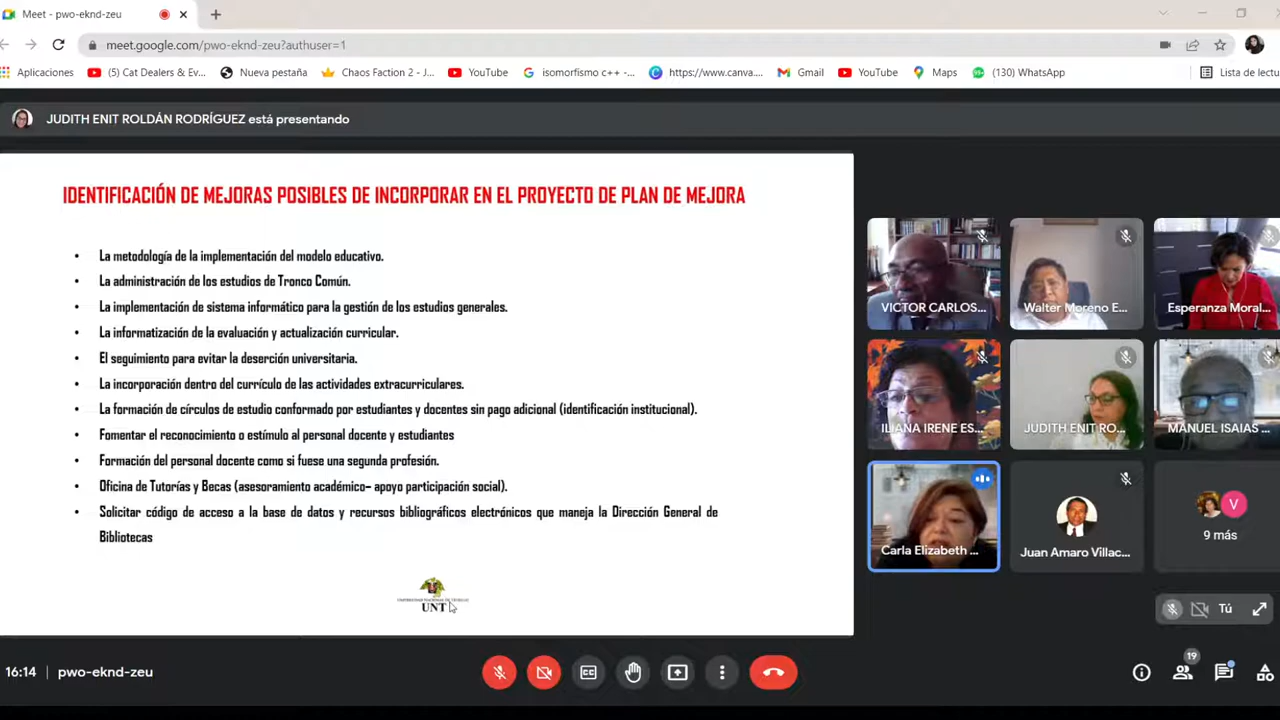 Meet - pwo-eknd-zeu
meet.google.com/pwo-eknd-zeu?authuser=1
Aplicaciones
(5) Cat Dealers & Ev...
Nueva pestaña
Chaos Faction 2 - J...
YouTube
isomorfismo c++ -...
https://www.canva....
Gmail
YouTube
Maps
(130) WhatsApp
Lista de lectu
JUDITH ENIT ROLDÁN RODRÍGUEZ está presentando
IDENTIFICACIÓN DE MEJORAS POSIBLES DE INCORPORAR EN EL PROYECTO DE PLAN DE MEJORA
• La metodología de la implementación del modelo educativo.
• La administración de los estudios de Tronco Común.
• La implementación de sistema informático para la gestión de los estudios generales.
• La informatización de la evaluación y actualización curricular.
• El seguimiento para evitar la deserción universitaria.
• La incorporación dentro del currículo de las actividades extracurriculares.
• La formación de círculos de estudio conformado por estudiantes y docentes sin pago adicional (identificación institucional).
• Fomentar el reconocimiento o estímulo al personal docente y estudiantes
• Formación del personal docente como si fuese una segunda profesión.
• Oficina de Tutorías y Becas (asesoramiento académico– apoyo participación social).
• Solicitar código de acceso a la base de datos y recursos bibliográficos electrónicos que maneja la Dirección General de
Bibliotecas
UNIVERSIDAD NACIONAL DE TRUJILLO
UNT
VICTOR CARLOS...
Walter Moreno E...
Esperanza Moral...
ILIANA IRENE ES...
JUDITH ENIT RO...
MANUEL ISAIAS ...
Carla Elizabeth ...
Juan Amaro Villac...
V
9 más
Tú
16:14
pwo-eknd-zeu
19